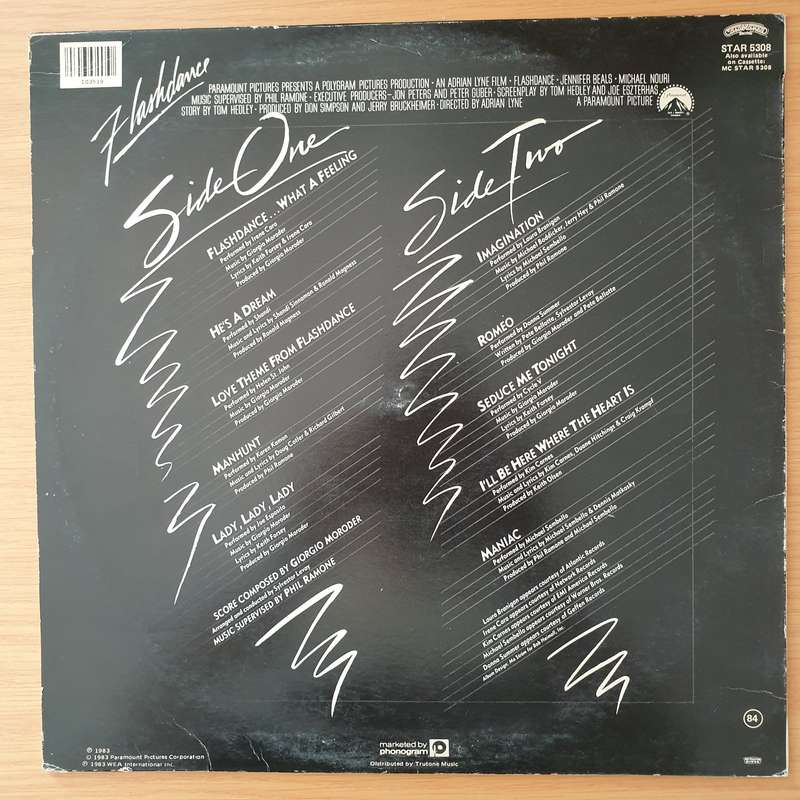 Flashdance
PARAMOUNT PICTURES PRESENTS A POLYGRAM PICTURES PRODUCTION · AN ADRIAN LYNE FILM · FLASHDANCE · JENNIFER BEALS · MICHAEL NOURI
MUSIC SUPERVISED BY PHIL RAMONE · EXECUTIVE PRODUCERS – JON PETERS AND PETER GUBER · SCREENPLAY BY TOM HEDLEY AND JOE ESZTERHAS
STORY BY TOM HEDLEY · PRODUCED BY DON SIMPSON AND JERRY BRUCKHEIMER · DIRECTED BY ADRIAN LYNE
A PARAMOUNT PICTURE
STAR 5308
Also available
on Cassette:
MC STAR 5308
Side One
FLASHDANCE... WHAT A FEELING
Performed by Irene Cara
Music by Giorgio Moroder
Lyrics by Keith Forsey & Irene Cara
Produced by Giorgio Moroder
HE'S A DREAM
Performed by Shandi
Music and Lyrics by Shandi Sinnamon & Ronald Magness
Produced by Ronald Magness
LOVE THEME FROM FLASHDANCE
Performed by Helen St. John
Music by Giorgio Moroder
Produced by Giorgio Moroder
MANHUNT
Performed by Karen Kamon
Music and Lyrics by Doug Cotler & Richard Gilbert
Produced by Phil Ramone
LADY, LADY, LADY
Performed by Joe Esposito
Music by Giorgio Moroder
Lyrics by Keith Forsey
Produced by Giorgio Moroder
SCORE COMPOSED BY GIORGIO MORODER
Arranged and conducted by Sylvester Levay
MUSIC SUPERVISED BY PHIL RAMONE
Side Two
IMAGINATION
Performed by Laura Branigan
Music by Michael Boddicker, Jerry Hey & Phil Ramone
Lyrics by Michael Sembello
Produced by Phil Ramone
ROMEO
Performed by Donna Summer
Written by Pete Bellotte, Sylvester Levay
Produced by Giorgio Moroder and Pete Bellotte
SEDUCE ME TONIGHT
Performed by Cycle V
Music by Giorgio Moroder
Lyrics by Keith Forsey
Produced by Giorgio Moroder
I'LL BE HERE WHERE THE HEART IS
Performed by Kim Carnes
Music and Lyrics by Kim Carnes, Duane Hitchings & Craig Krampf
Produced by Keith Olsen
MANIAC
Performed by Michael Sembello
Music and Lyrics by Michael Sembello & Dennis Matkosky
Produced by Phil Ramone and Michael Sembello
Laura Branigan appears courtesy of Atlantic Records
Irene Cara appears courtesy of Network Records
Kim Carnes appears courtesy of EMI America Records
Michael Sembello appears courtesy of Warner Bros. Records
Donna Summer appears courtesy of Geffen Records
84
℗ 1983
© 1983 Paramount Pictures Corporation
℗ 1983 WEA International Inc.
marketed by
phonogram
Distributed by Trutone Music